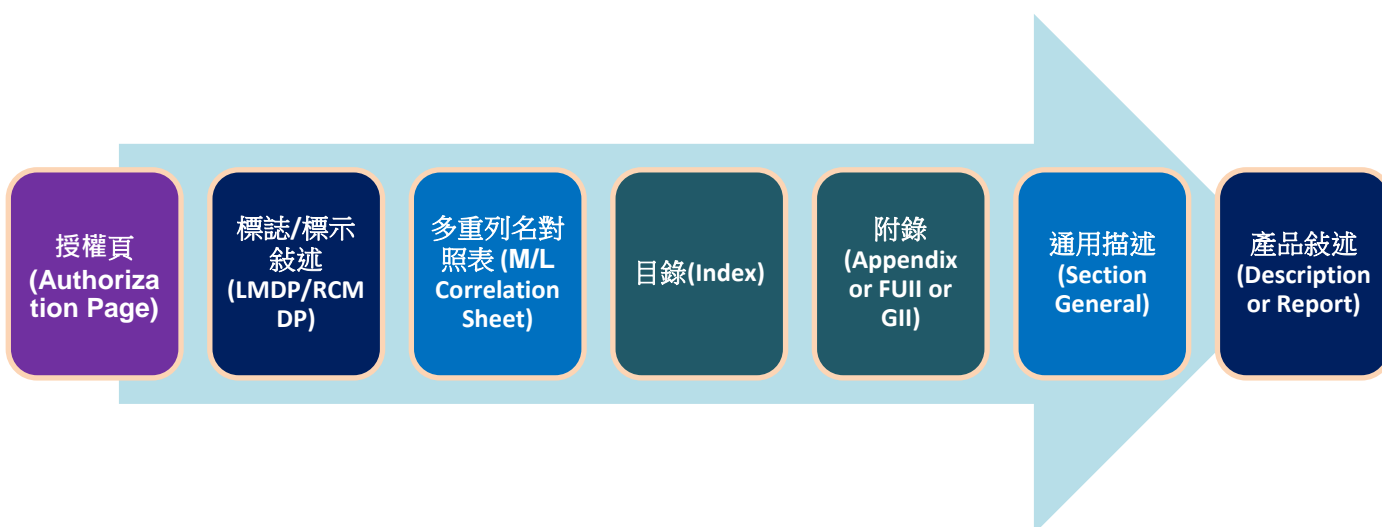 授權頁
(Authoriza
tion Page)
標誌/標示
敍述
(LMDP/RCM
DP)
多重列名對
照表 (M/L
Correlation
Sheet)
目錄(Index)
附錄
(Appendix
or FUII or
GII)
通用描述
(Section
General)
產品敍述
(Description
or Report)